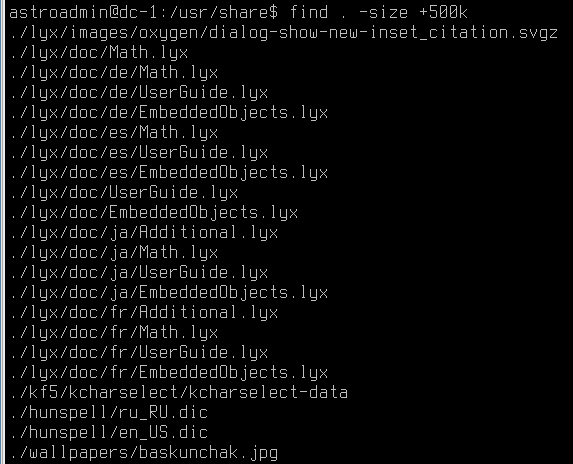 astroadmin@dc-1:/usr/share$ find . -size +500k
./lyx/images/oxygen/dialog-show-new-inset_citation.svgz
./lyx/doc/Math.lyx
./lyx/doc/de/Math.lyx
./lyx/doc/de/UserGuide.lyx
./lyx/doc/de/EmbeddedObjects.lyx
./lyx/doc/es/Math.lyx
./lyx/doc/es/UserGuide.lyx
./lyx/doc/es/EmbeddedObjects.lyx
./lyx/doc/UserGuide.lyx
./lyx/doc/EmbeddedObjects.lyx
./lyx/doc/ja/Additional.lyx
./lyx/doc/ja/Math.lyx
./lyx/doc/ja/UserGuide.lyx
./lyx/doc/ja/EmbeddedObjects.lyx
./lyx/doc/fr/Additional.lyx
./lyx/doc/fr/Math.lyx
./lyx/doc/fr/UserGuide.lyx
./lyx/doc/fr/EmbeddedObjects.lyx
./kf5/kcharselect/kcharselect-data
./hunspell/ru_RU.dic
./hunspell/en_US.dic
./wallpapers/baskunchak.jpg